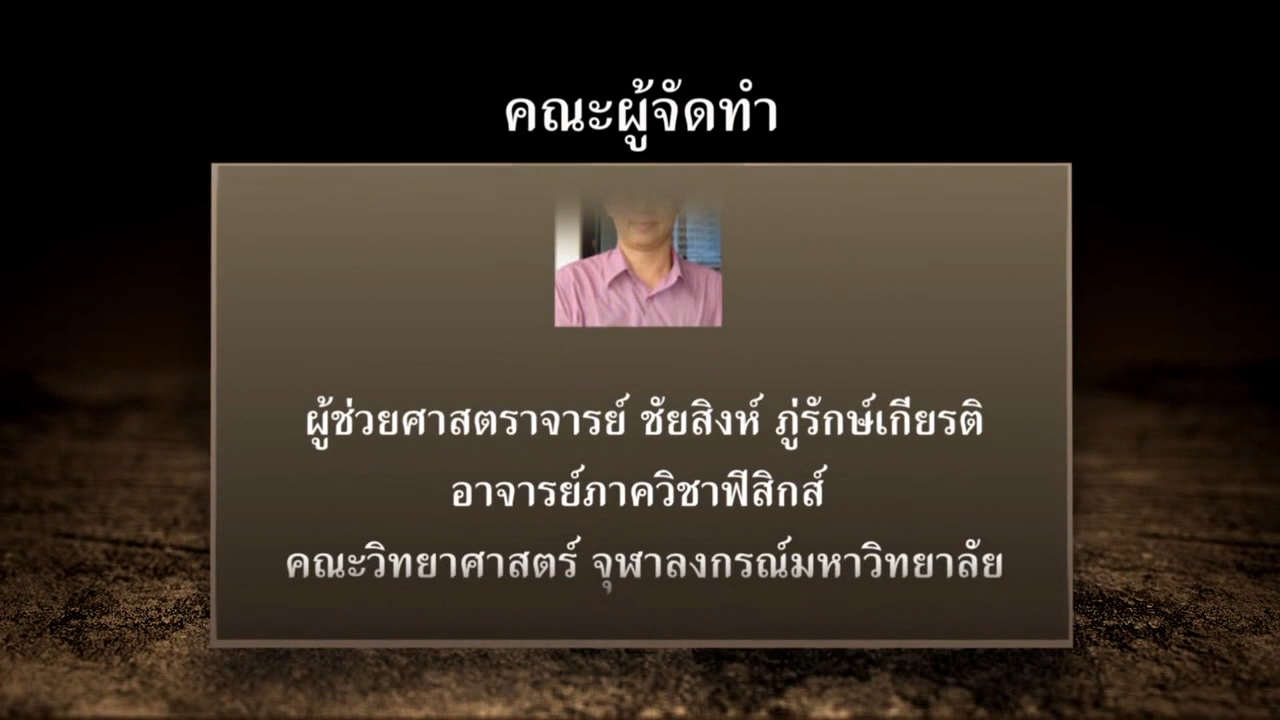 คณะผู้จัดทำ
ผู้ช่วยศาสตราจารย์ ชัยสิงห์ ภู่รักษ์เกียรติ
อาจารย์ภาควิชาฟิสิกส์
คณะวิทยาศาสตร์ จุฬาลงกรณ์มหาวิทยาลัย